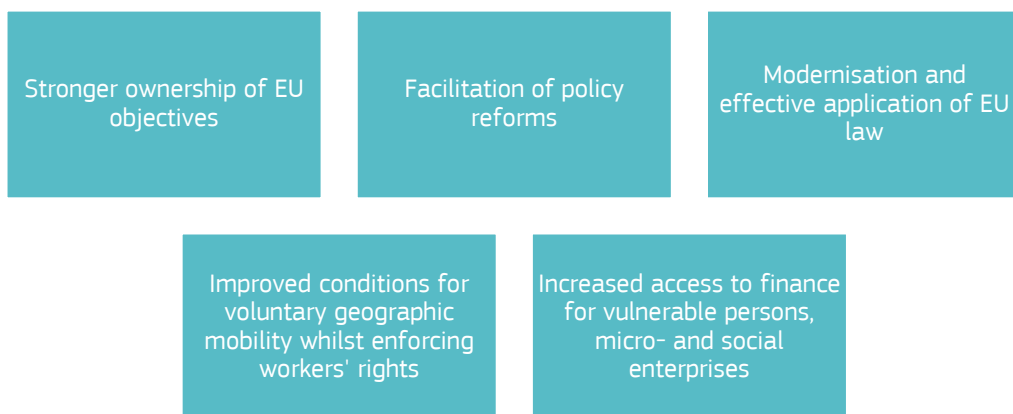 Stronger ownership of EU
objectives
Facilitation of policy
reforms
Modernisation and
effective application of EU
law
Improved conditions for
voluntary geographic
mobility whilst enforcing
workers' rights
Increased access to finance
for vulnerable persons,
micro- and social
enterprises